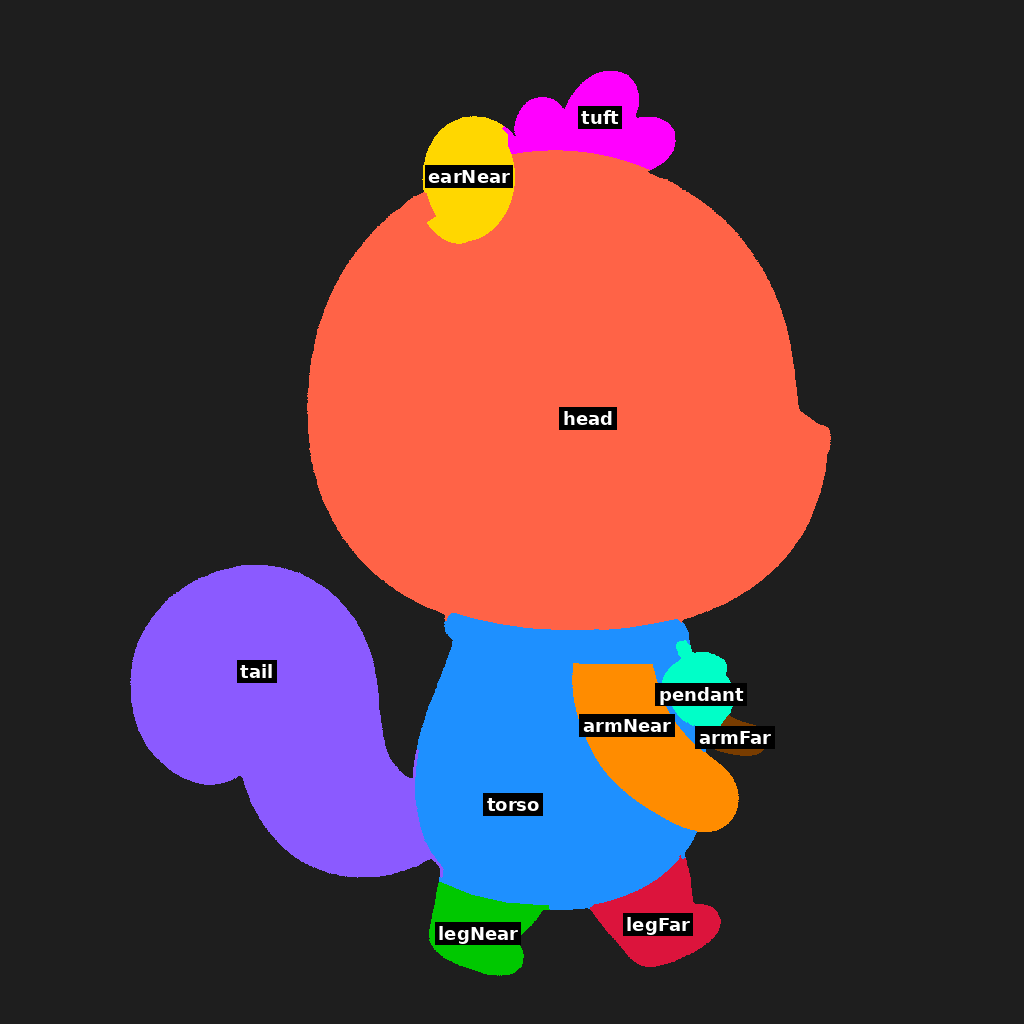 tuft
earNear
head
tail
pendant
armNear
armFar
torso
legFar
legNear